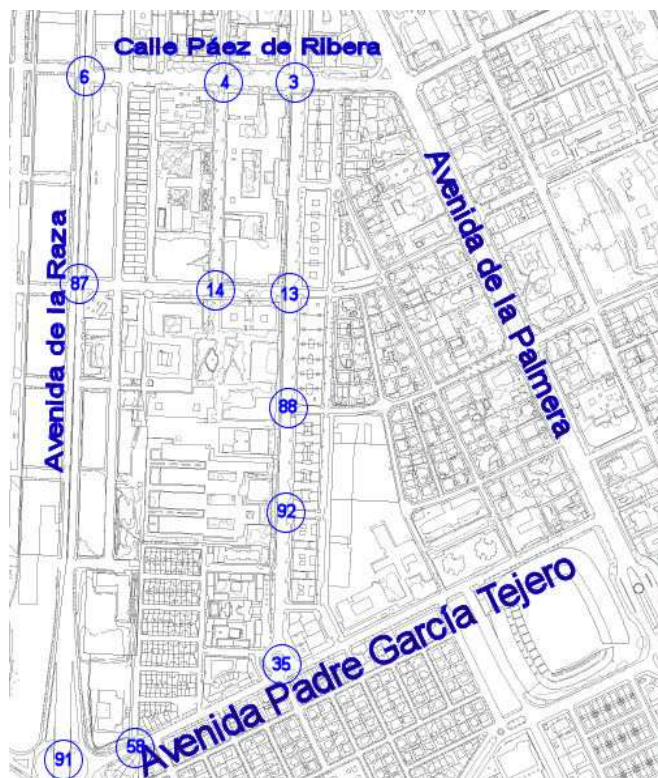 Calle Páez de Ribera
6
4
3
Avenida de la Palmera
Avenida de la Raza
87
14
13
88
92
Avenida Padre García Tejero
35
58
91